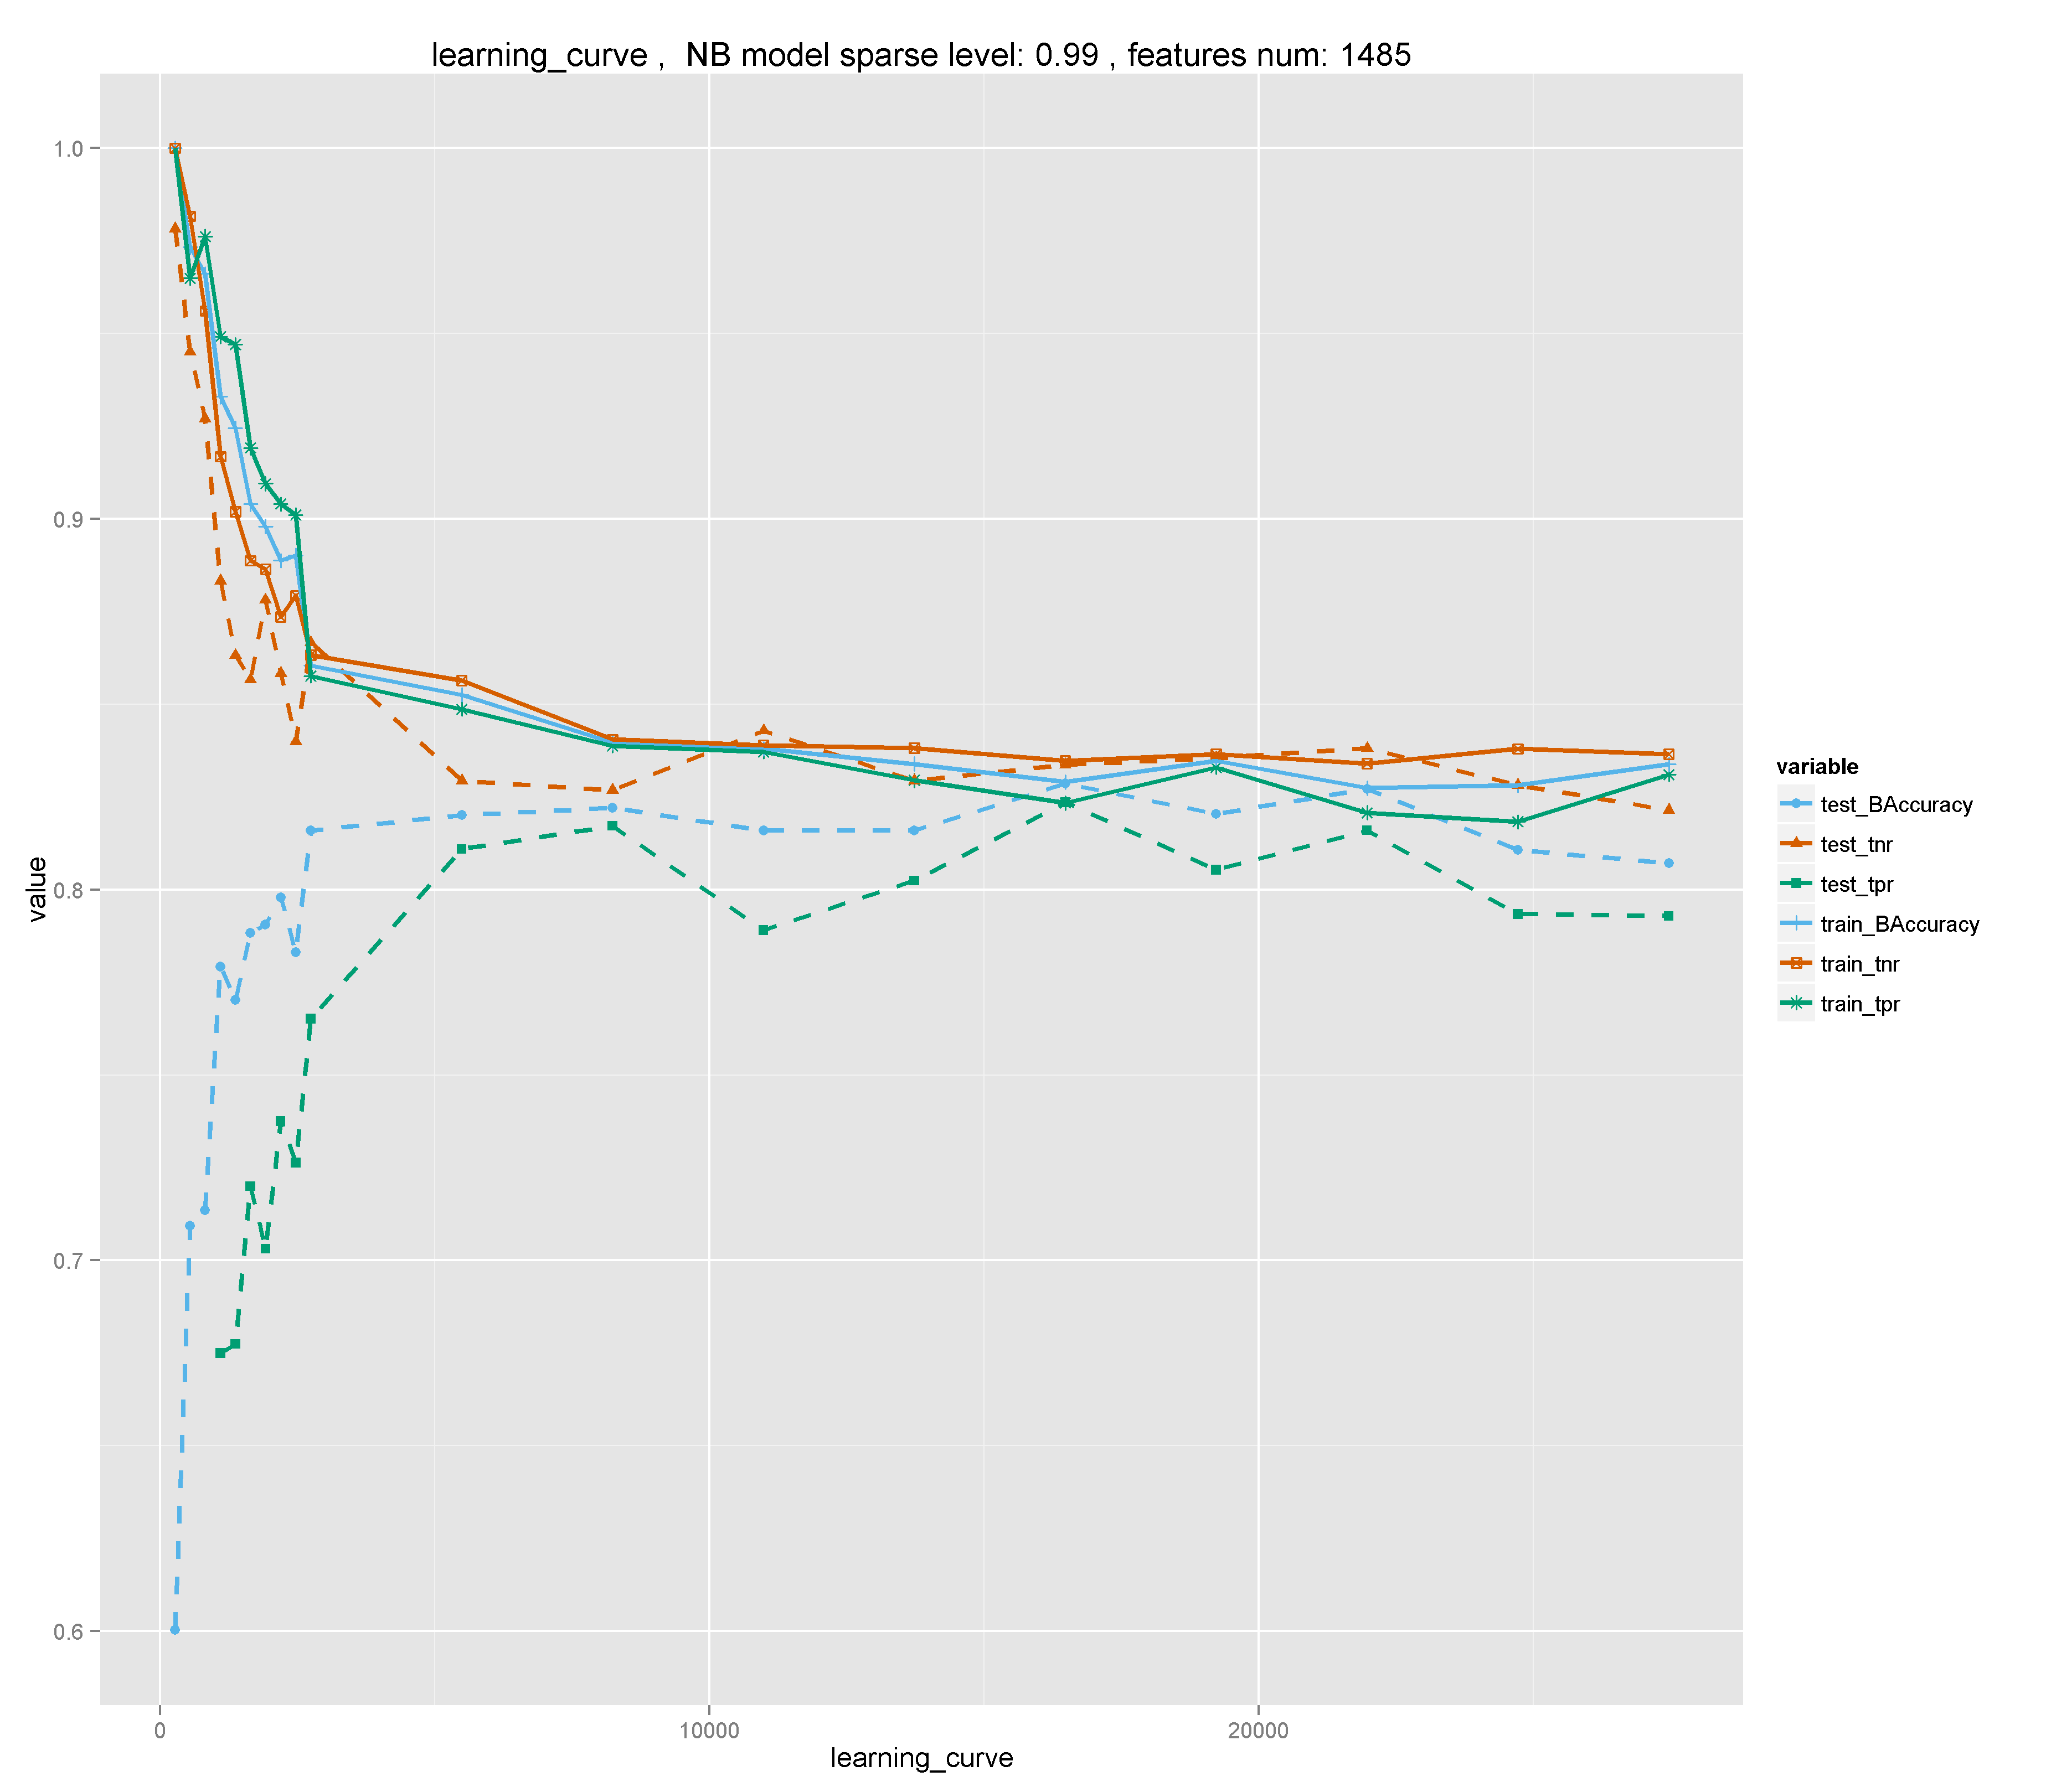 learning_curve ,  NB model sparse level: 0.99 , features num: 1485
1.0
0.9
0.8
0.7
0.6
value
0
10000
20000
learning_curve
variable
test_BAccuracy
test_tnr
test_tpr
train_BAccuracy
train_tnr
train_tpr